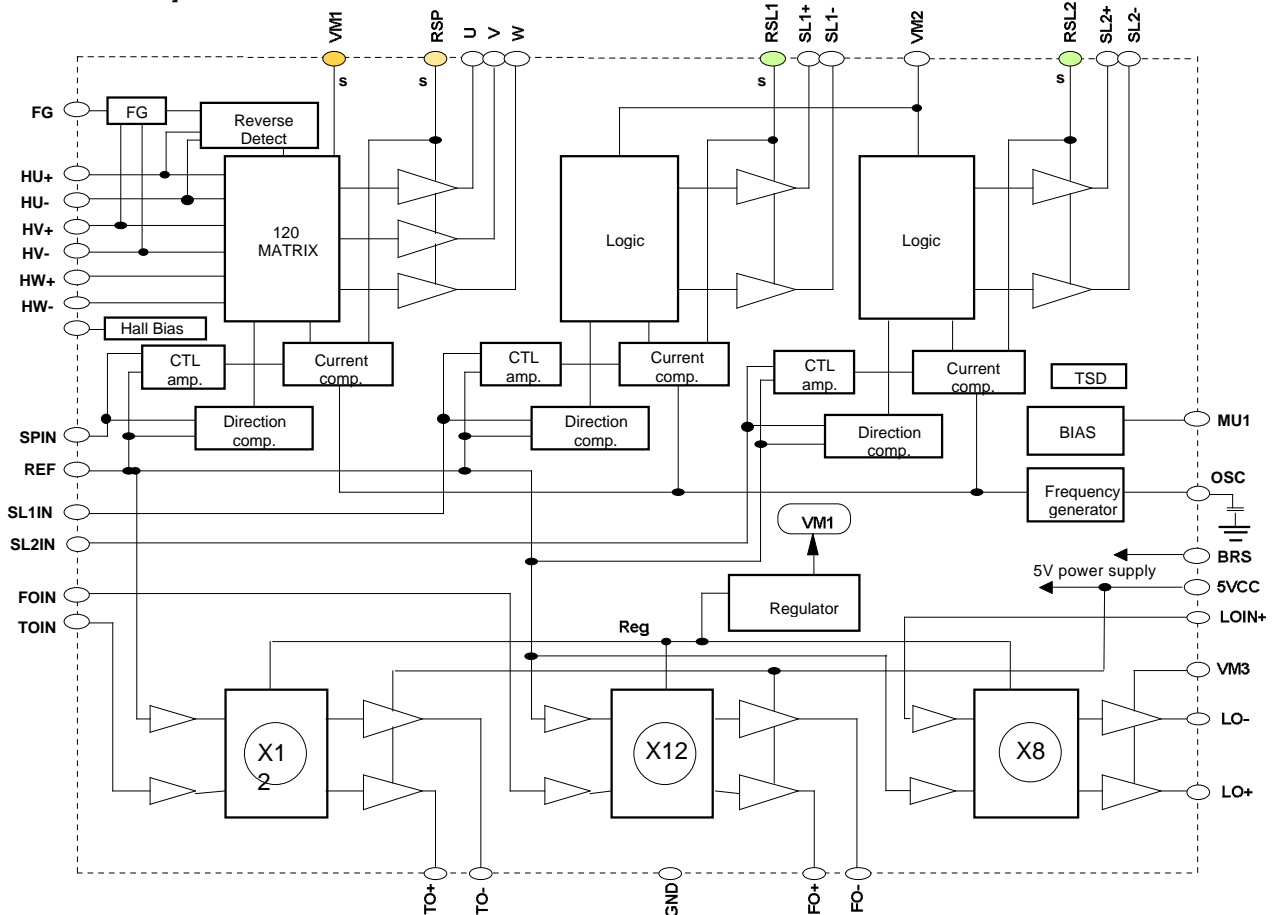 VM1
RSP
U
V
W
RSL1
SL1+
SL1-
VM2
RSL2
SL2+
SL2-
s
s
s
s
FG
FG
Reverse
Detect
HU+
HU-
HV+
HV-
HW+
HW-
120
MATRIX
Logic
Logic
Hall Bias
CTL
amp.
Current
comp.
CTL
amp.
Current
comp.
CTL
amp.
Current
comp.
TSD
Direction
comp.
Direction
comp.
Direction
comp.
BIAS
MU1
SPIN
REF
SL1IN
SL2IN
Frequency
generator
OSC
VM1
BRS
5V power supply
5VCC
FOIN
TOIN
Regulator
LOIN+
Reg
VM3
X1
2
X12
X8
LO-
LO+
TO+
TO-
GND
FO+
FO-